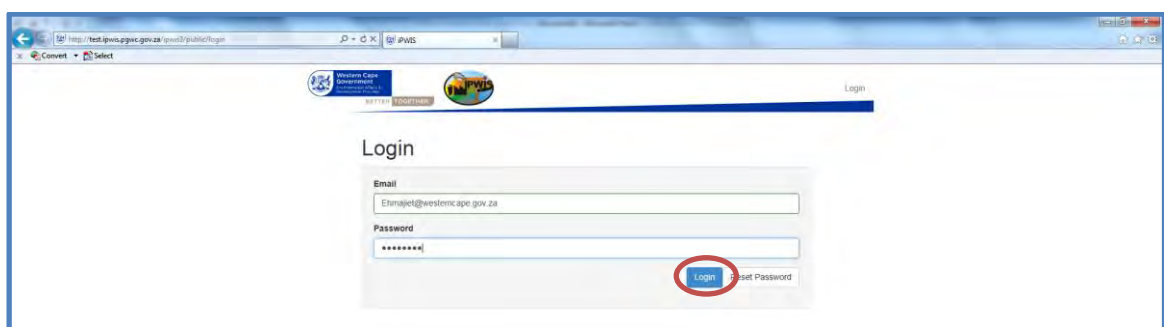 http://test.ipwis.pgwc.gov.za/ipwis3/public/login
iPWIS
Convert Select
Western Cape
Government
BETTER TOGETHER.
iPWIS
Login
Login
Email
Ehmajiet@westerncape.gov.za
Password
Login Reset Password